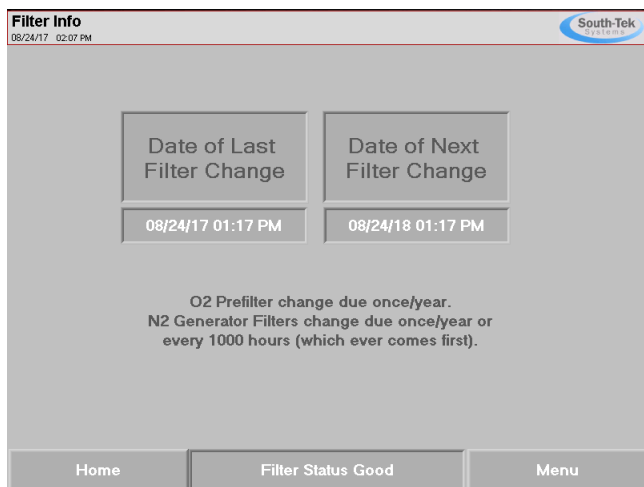 Filter Info
08/24/17 02:07 PM
South-Tek
Systems
Date of Last
Filter Change
Date of Next
Filter Change
08/24/17 01:17 PM
08/24/18 01:17 PM
O2 Prefilter change due once/year.
N2 Generator Filters change due once/year or
every 1000 hours (which ever comes first).
Home
Filter Status Good
Menu